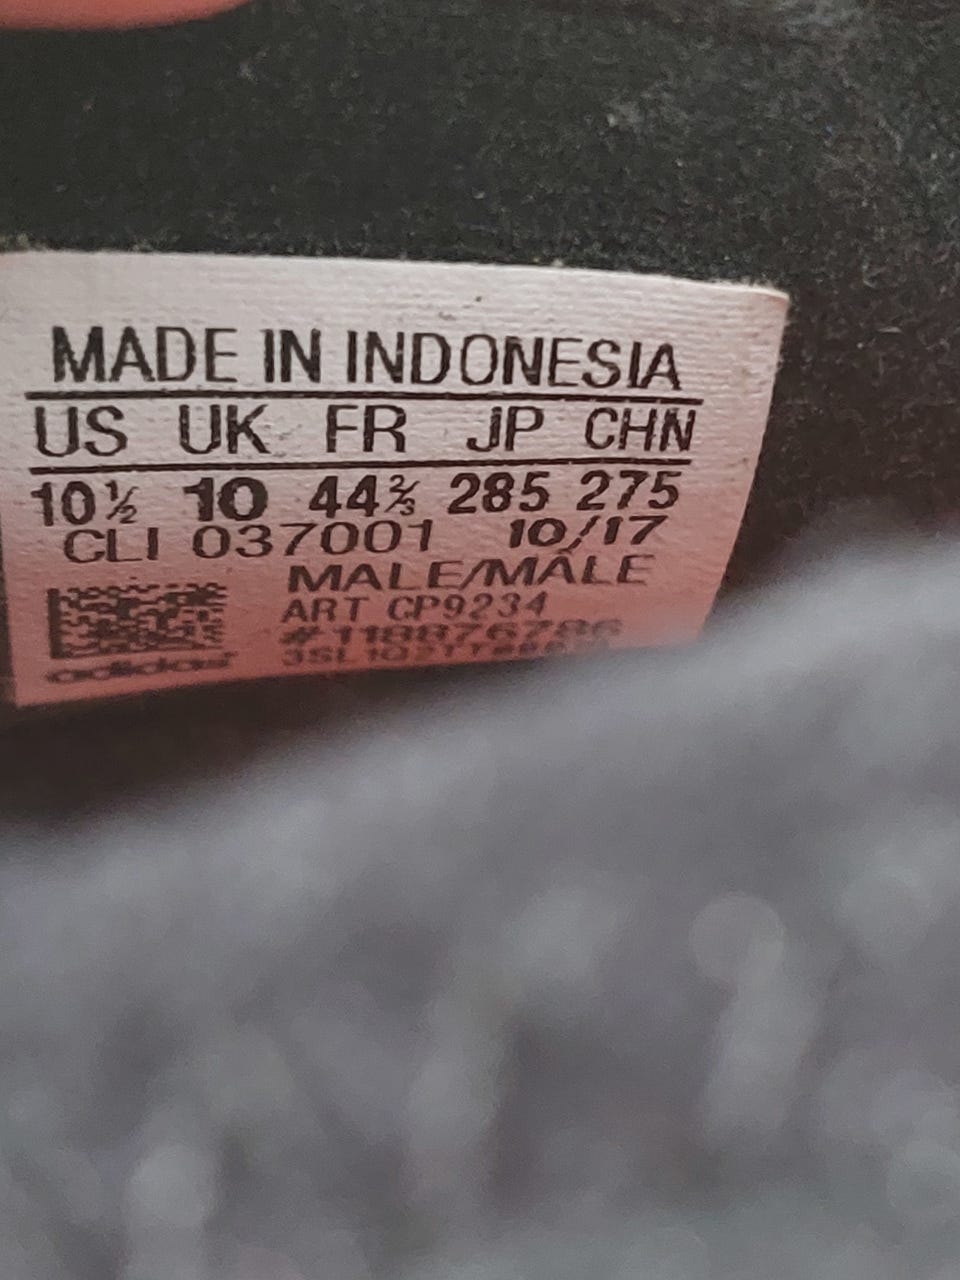 MADE IN INDONESIA
US UK FR JP CHN
10½ 10 44⅔ 285 275
CLI 037001 10/17
MALE/MÂLE
ART CP9234
#1188767286
adidas